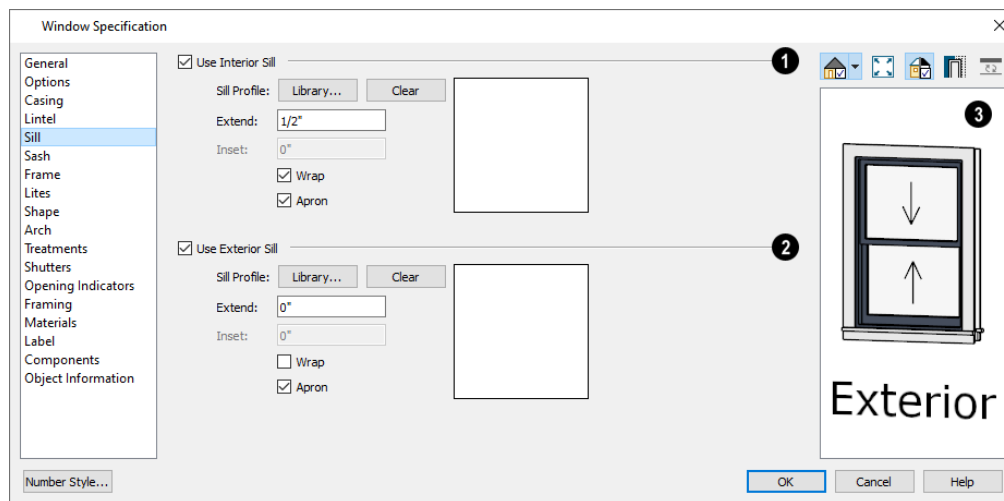 Window Specification
General
Options
Casing
Lintel
Sill
Sash
Frame
Lites
Shape
Arch
Treatments
Shutters
Opening Indicators
Framing
Materials
Label
Components
Object Information
Number Style...
Use Interior Sill
1
Sill Profile: Library... Clear
Extend: 1/2"
Inset: 0"
Wrap
Apron
Use Exterior Sill
2
Sill Profile: Library... Clear
Extend: 0"
Inset: 0"
Wrap
Apron
3
Exterior
OK Cancel Help